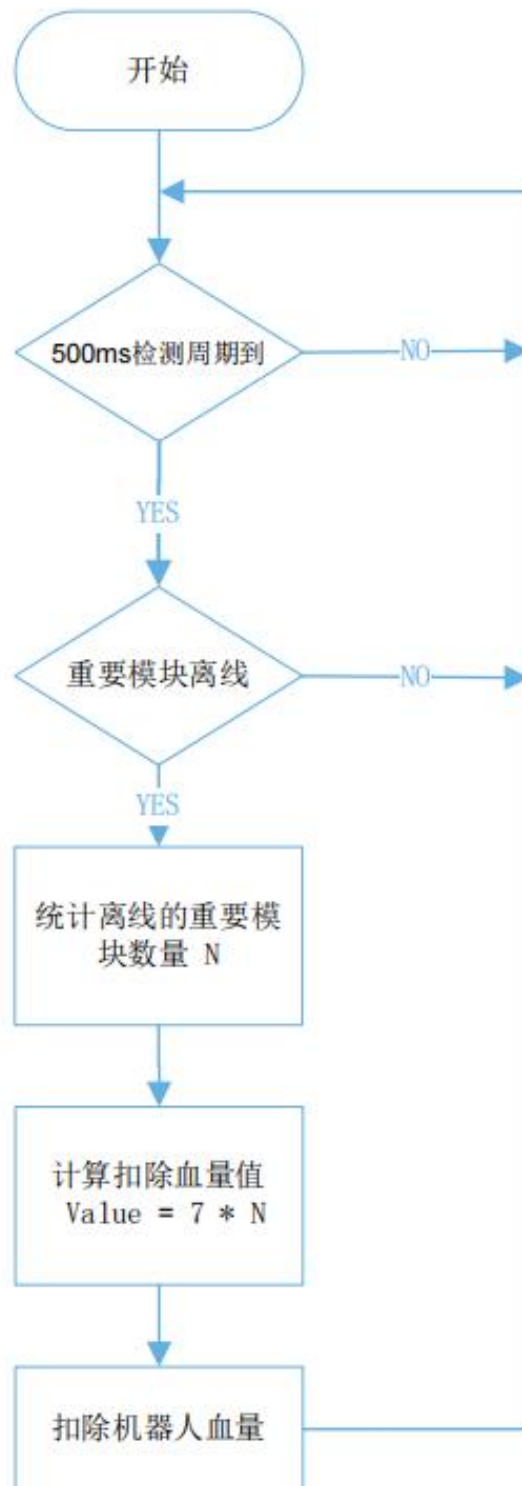 开始
500ms检测周期到
NO
YES
重要模块离线
NO
YES
统计离线的重要模
块数量 N
计算扣除血量值
Value = 7 * N
扣除机器人血量